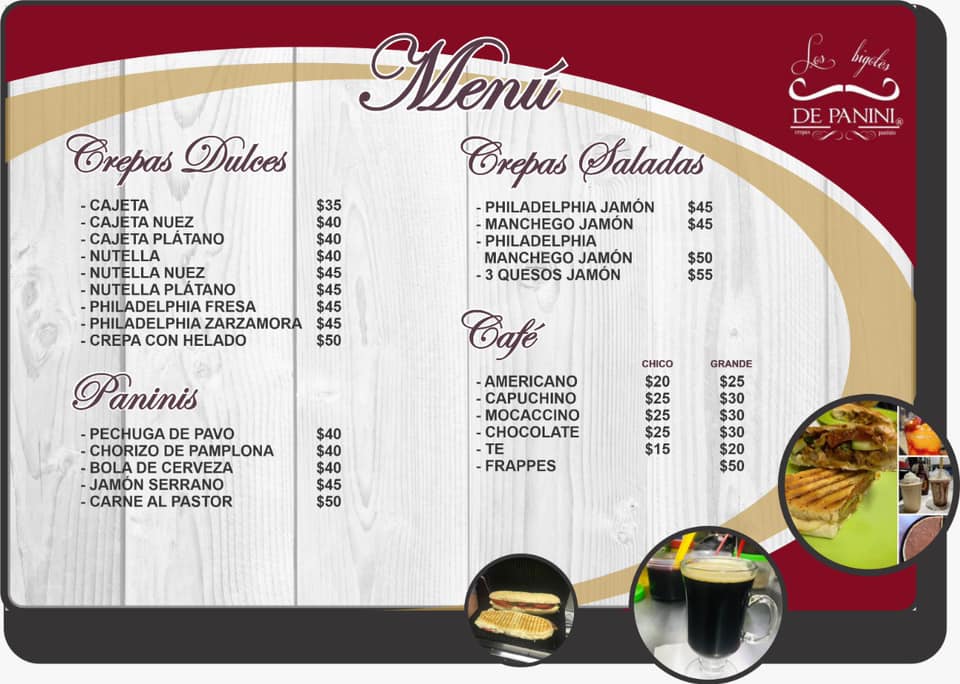 Menú
Los bigotes
DE PANINI®
crepas paninis
Crepas Dulces
- CAJETA $35
- CAJETA NUEZ $40
- CAJETA PLÁTANO $40
- NUTELLA $40
- NUTELLA NUEZ $45
- NUTELLA PLÁTANO $45
- PHILADELPHIA FRESA $45
- PHILADELPHIA ZARZAMORA $45
- CREPA CON HELADO $50
Paninis
- PECHUGA DE PAVO $40
- CHORIZO DE PAMPLONA $40
- BOLA DE CERVEZA $40
- JAMÓN SERRANO $45
- CARNE AL PASTOR $50
Crepas Saladas
- PHILADELPHIA JAMÓN $45
- MANCHEGO JAMÓN $45
- PHILADELPHIA
MANCHEGO JAMÓN $50
- 3 QUESOS JAMÓN $55
Café
CHICO GRANDE
- AMERICANO $20 $25
- CAPUCHINO $25 $30
- MOCACCINO $25 $30
- CHOCOLATE $25 $30
- TE $15 $20
- FRAPPES $50